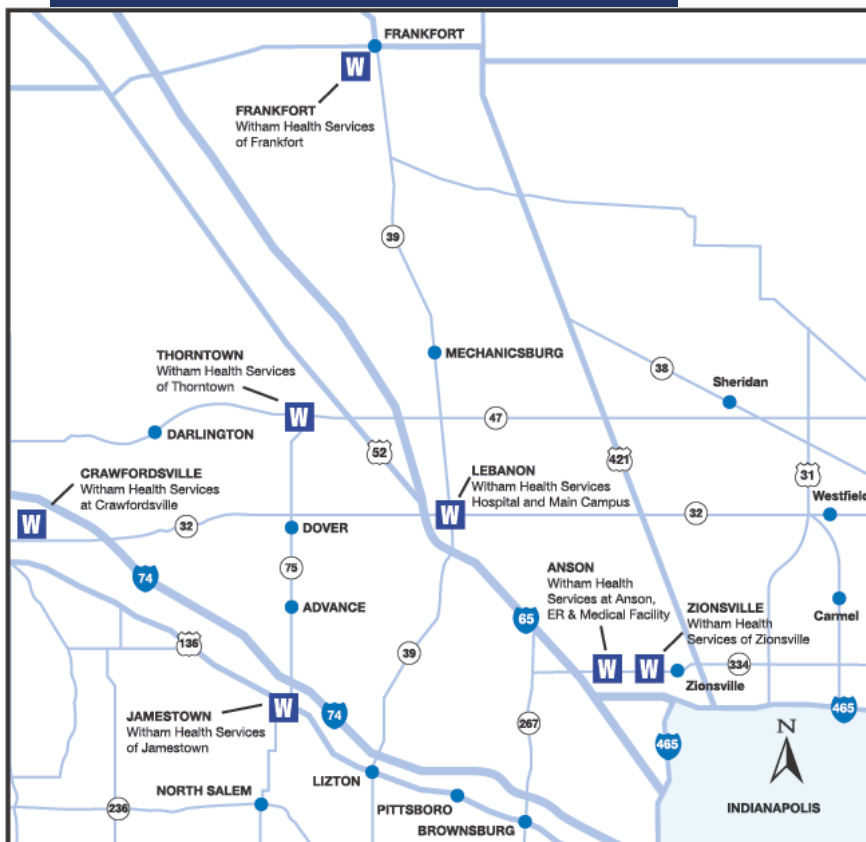 FRANKFORT
W
FRANKFORT
Witham Health Services
of Frankfort
39
MECHANICSBURG
THORNTOWN
Witham Health Services
of Thorntown
38
Sheridan
W
47
DARLINGTON
52
421
31
CRAWFORDSVILLE
Witham Health Services
at Crawfordsville
LEBANON
Witham Health Services
Hospital and Main Campus
Westfield
W
32
DOVER
W
32
75
74
ANSON
Witham Health
Services at Anson,
ER & Medical Facility
ZIONSVILLE
Witham Health
Services of Zionsville
ADVANCE
65
Carmel
136
39
W
W
334
Zionsville
JAMESTOWN
Witham Health Services
of Jamestown
W
74
267
465
465
N
LIZTON
NORTH SALEM
PITTSBORO
236
BROWNSBURG
INDIANAPOLIS